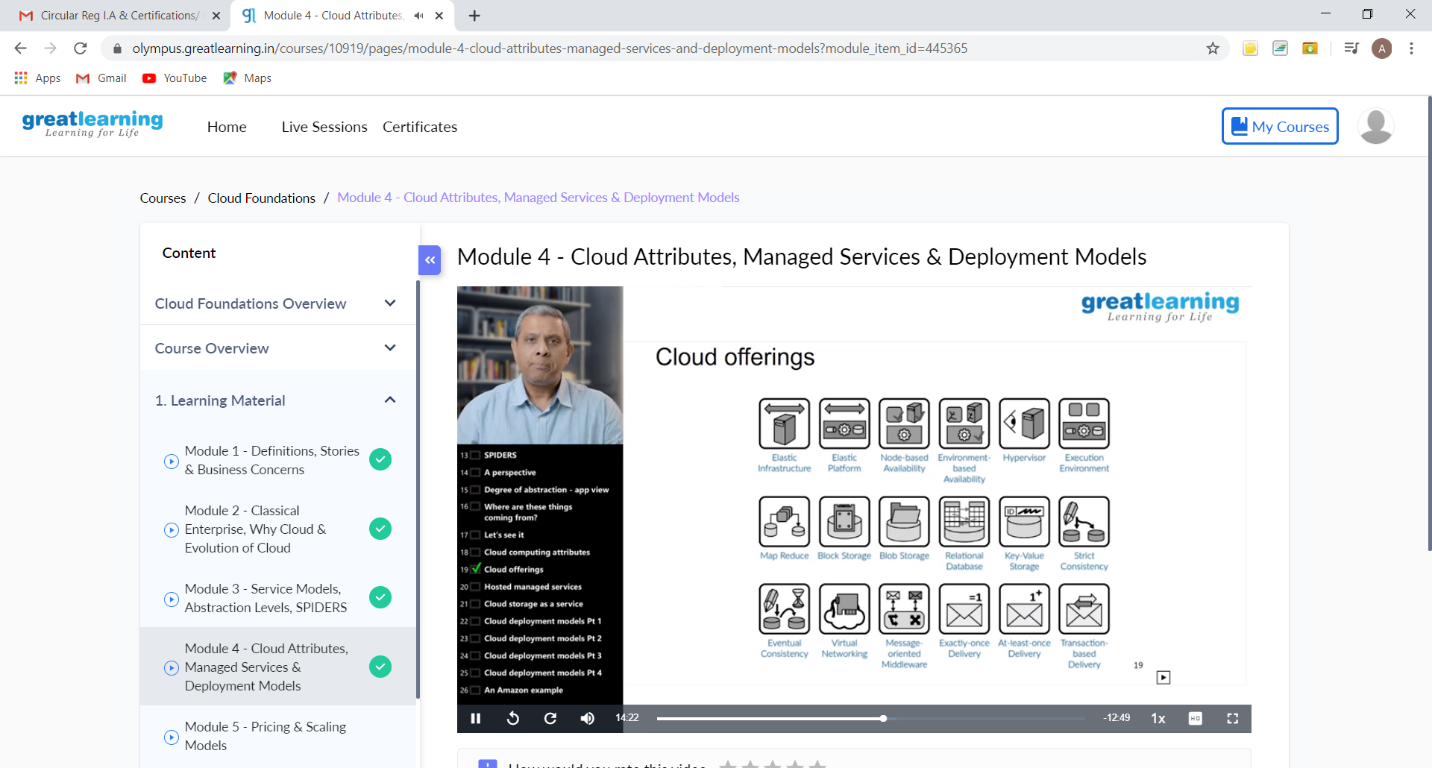 Circular Reg I.A & Certifications/
Module 4 - Cloud Attributes,
olympus.greatlearning.in/courses/10919/pages/module-4-cloud-attributes-managed-services-and-deployment-models?module_item_id=445365
A
Apps Gmail YouTube Maps
greatlearning
Learning for Life
Home Live Sessions Certificates
My Courses
Courses / Cloud Foundations / Module 4 - Cloud Attributes, Managed Services & Deployment Models
Content
Cloud Foundations Overview
Course Overview
1. Learning Material
Module 1 - Definitions, Stories
& Business Concerns
Module 2 - Classical
Enterprise, Why Cloud &
Evolution of Cloud
Module 3 - Service Models,
Abstraction Levels, SPIDERS
Module 4 - Cloud Attributes,
Managed Services &
Deployment Models
Module 5 - Pricing & Scaling
Models
Module 4 - Cloud Attributes, Managed Services & Deployment Models
greatlearning
Learning for Life
Cloud offerings
13 SPIDERS
14 A perspective
15 Degree of abstraction - app view
16 Where are these things
coming from?
17 Let's see it
18 Cloud computing attributes
19 Cloud offerings
20 Hosted managed services
21 Cloud storage as a service
22 Cloud deployment models Pt 1
23 Cloud deployment models Pt 2
24 Cloud deployment models Pt 3
25 Cloud deployment models Pt 4
26 An Amazon example
Elastic
Infrastructure
Elastic
Platform
Node-based
Availability
Environment-
based
Availability
Hypervisor
Execution
Environment
Map Reduce
Block Storage
Blob Storage
Relational
Database
ID
Key-Value
Storage
Strict
Consistency
Eventual
Consistency
Virtual
Networking
Message-
oriented
Middleware
=1
Exactly-once
Delivery
1+
At-least-once
Delivery
Transaction-
based
Delivery
19
14:22 -12:49 1x HD
How would you rate this video